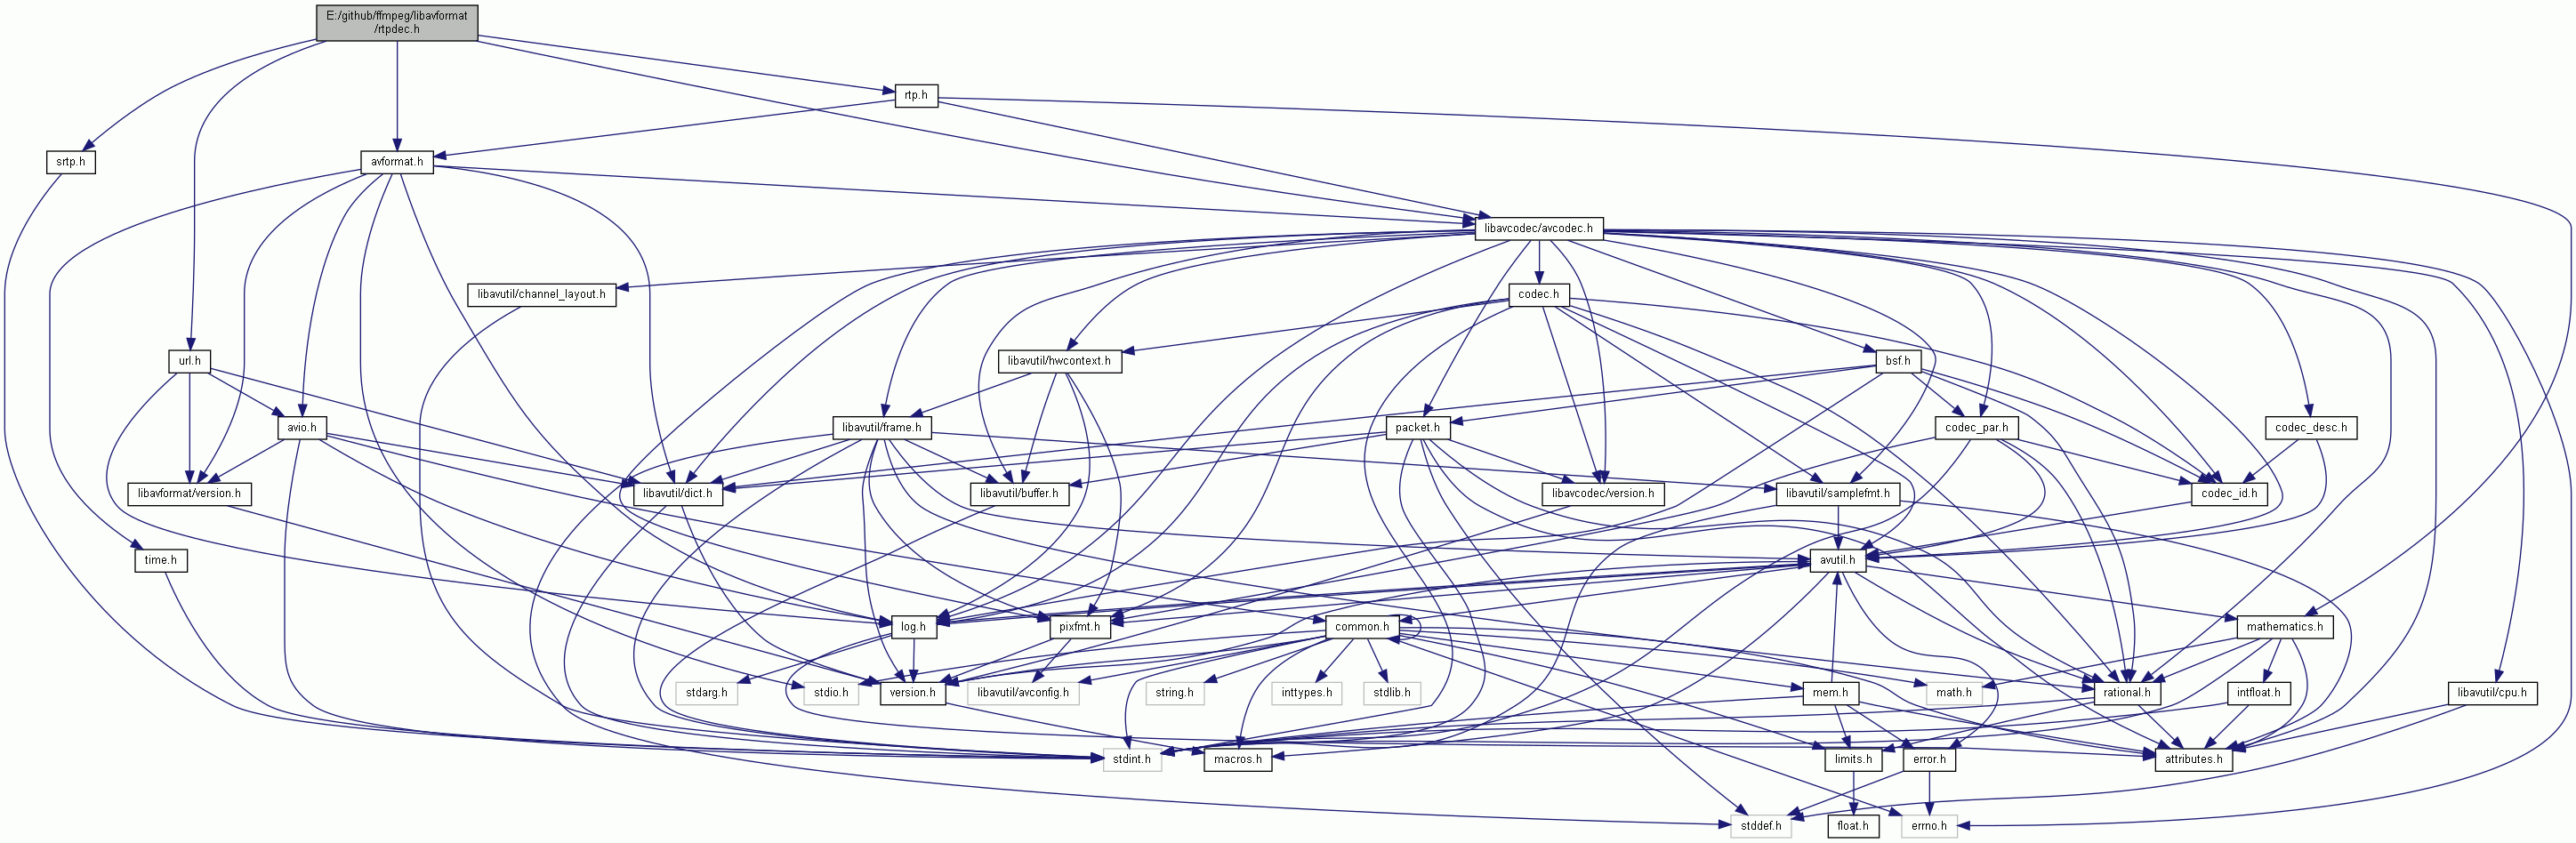 E:/github/ffmpeg/libavformat
/rtpdec.h
rtp.h
srtp.h
avformat.h
libavcodec/avcodec.h
libavutil/channel_layout.h
codec.h
url.h
libavutil/hwcontext.h
bsf.h
avio.h
libavutil/frame.h
packet.h
codec_par.h
codec_desc.h
libavformat/version.h
libavutil/dict.h
libavutil/buffer.h
libavcodec/version.h
libavutil/samplefmt.h
codec_id.h
time.h
avutil.h
log.h
pixfmt.h
common.h
mathematics.h
stdarg.h
stdio.h
version.h
libavutil/avconfig.h
string.h
inttypes.h
stdlib.h
mem.h
math.h
rational.h
intfloat.h
libavutil/cpu.h
stdint.h
macros.h
limits.h
error.h
attributes.h
stddef.h
float.h
errno.h